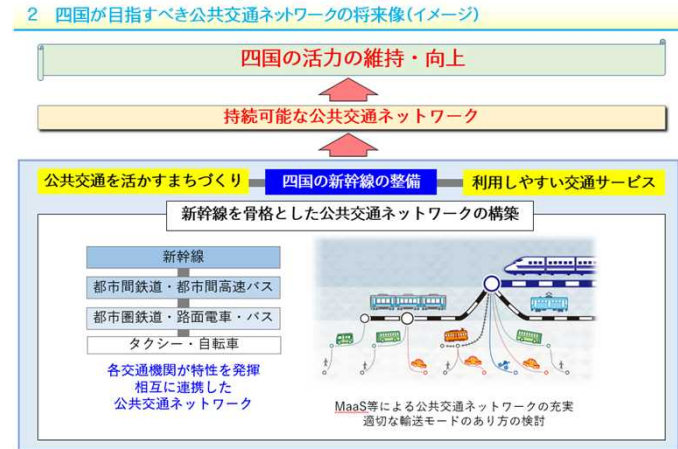 2 四国が目指すべき公共交通ネットワークの将来像(イメージ)
四国の活力の維持・向上
持続可能な公共交通ネットワーク
公共交通を活かすまちづくり
四国の新幹線の整備
利用しやすい交通サービス
新幹線を骨格とした公共交通ネットワークの構築
新幹線
都市間鉄道・都市間高速バス
都市圏鉄道・路面電車・バス
タクシー・自転車
各交通機関が特性を発揮
相互に連携した
公共交通ネットワーク
MaaS等による公共交通ネットワークの充実
適切な輸送モードのあり方の検討